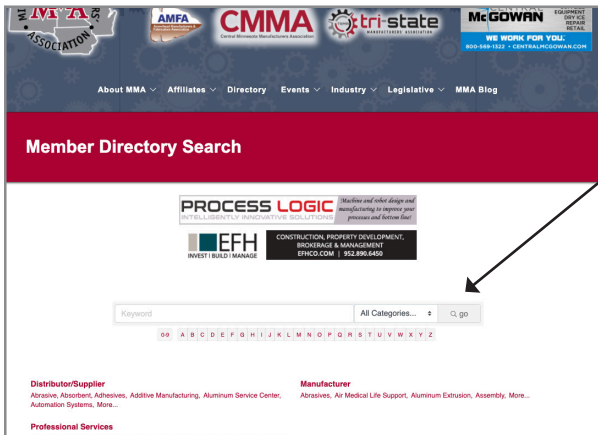 M·A
IM
RS
ASSOCIATION
AMFA
CMMA
Central Minnesota Manufacturers Association
tri-state
MANUFACTURERS ASSOCIATION
McGOWAN
EQUIPMENT
DRY ICE
REPAIR
RETAIL
WE WORK FOR YOU.
800-569-1322 • CENTRALMCGOWAN.COM
About MMA Affiliates Directory Events Industry Legislative MMA Blog
Member Directory Search
PROCESS LOGIC
INTELLIGENTLY INNOVATIVE SOLUTIONS
Machine and robot design and
manufacturing to improve your
processes and bottom line!
EFH
INVEST | BUILD | MANAGE
CONSTRUCTION, PROPERTY DEVELOPMENT,
BROKERAGE & MANAGEMENT
EFHCO.COM | 952.890.6450
Keyword All Categories... go
0-9 A B C D E F G H I J K L M N O P Q R S T U V W X Y Z
Distributor/Supplier
Abrasive, Absorbent, Adhesives, Additive Manufacturing, Aluminum Service Center,
Automation Systems, More...
Manufacturer
Abrasives, Air Medical Life Support, Aluminum Extrusion, Assembly, More...
Professional Services